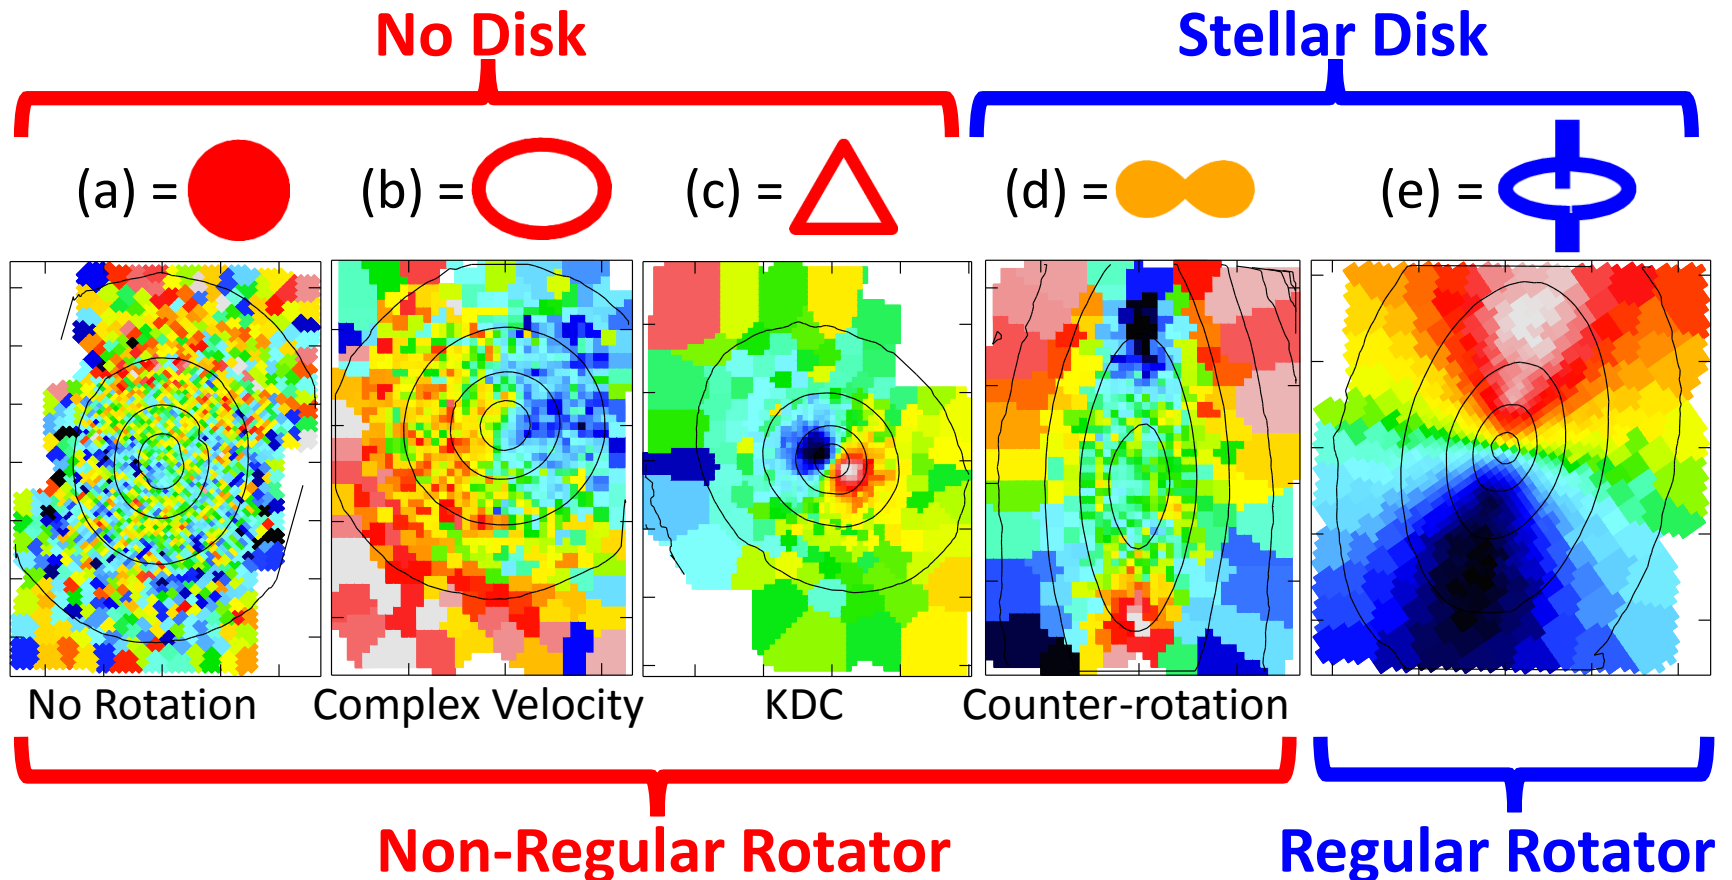 No Disk
Stellar Disk
(a) =
(b) =
(c) =
(d) =
(e) =
No Rotation
Complex Velocity
KDC
Counter-rotation
Non-Regular Rotator
Regular Rotator